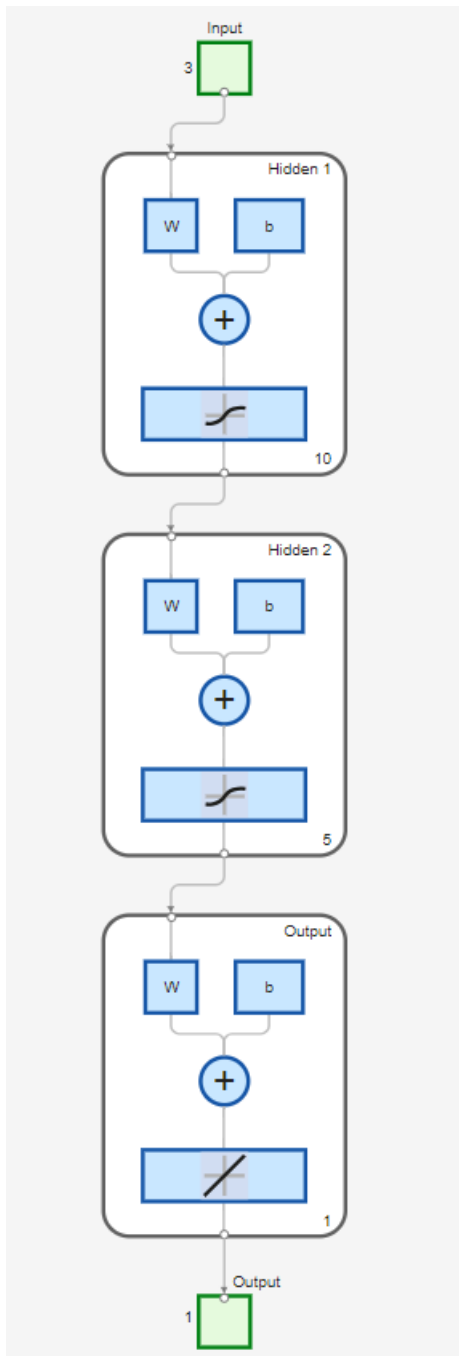 Input
3
Hidden 1
W b
+
10
Hidden 2
W b
+
5
Output
W b
+
1
Output
1